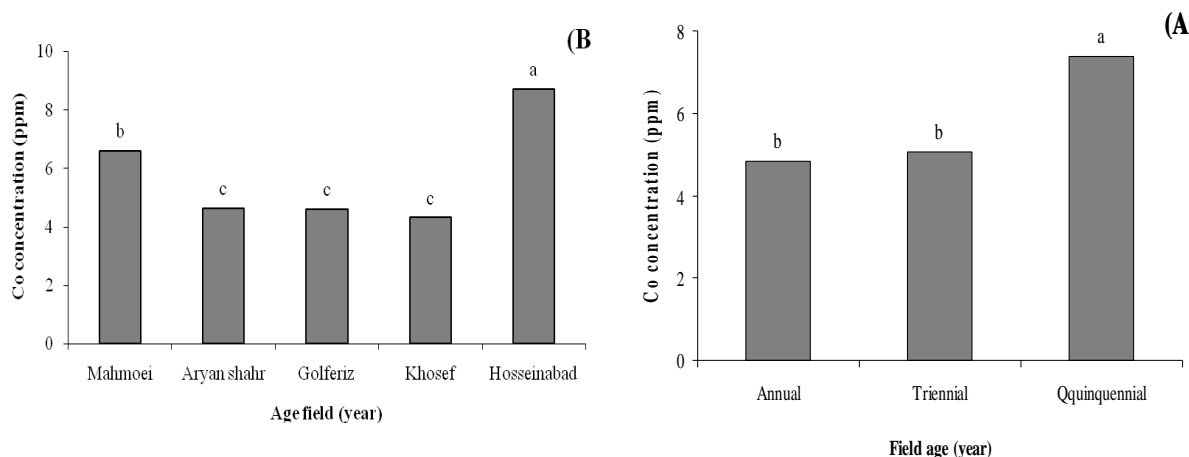 (B
10
8
6
4
2
0
Co concentration (ppm)
b
c
c
c
a
Mahmoei
Aryan shahr
Golferiz
Khosef
Hosseinabad
Age field (year)
(A
8
6
4
2
0
Co concentration (ppm)
b
b
a
Annual
Triennial
Qquinquennial
Field age (year)